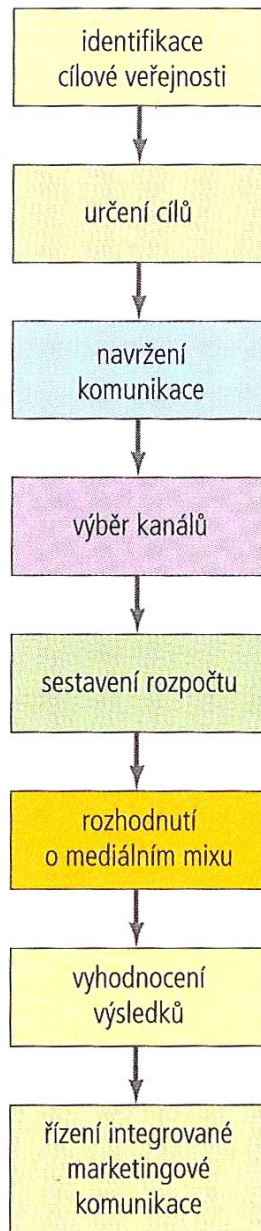 identifikace
cílové veřejnosti
určení cílů
navržení
komunikace
výběr kanálů
sestavení rozpočtu
rozhodnutí
o mediálním mixu
vyhodnocení
výsledků
řízení integrované
marketingové
komunikace